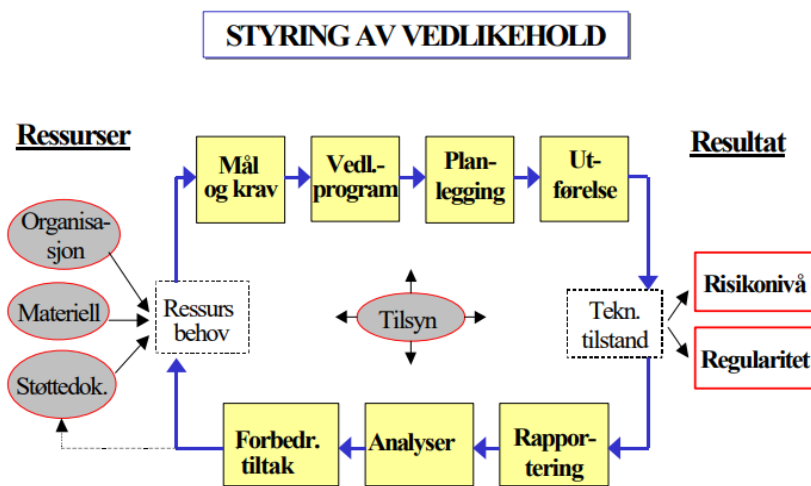 STYRING AV VEDLIKEHOLD
Ressurser
Resultat
Mål
og krav
Vedl.-
program
Plan-
legging
Ut-
førelse
Organisa-
sjon
Materiell
Støttedok.
Ressurs
behov
Tilsyn
Tekn.
tilstand
Risikonivå
Regularitet
Forbedr.
tiltak
Analyser
Rappor-
tering